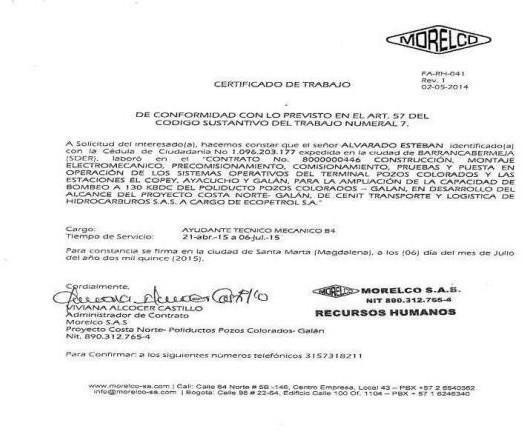 MORELCO
FA-RH-041
Rev. 1
02-05-2014
CERTIFICADO DE TRABAJO
DE CONFORMIDAD CON LO PREVISTO EN EL ART. 57 DEL
CODIGO SUSTANTIVO DEL TRABAJO NUMERAL 7.
A Solicitud del interesado(a), hacemos constar que el señor ALVARADO ESTEBAN identificado(a)
con la Cédula de Ciudadanía No 1.096.203.177 expedida en la ciudad de BARRANCABERMEJA
(SDER), laboró en el "CONTRATO No. 8000000446 CONSTRUCCIÓN, MONTAJE
ELECTROMECANICO, PRECOMISIONAMIENTO, COMISIONAMIENTO, PRUEBAS Y PUESTA EN
OPERACIÓN DE LOS SISTEMAS OPERATIVOS DEL TERMINAL POZOS COLORADOS Y LAS
ESTACIONES EL COPEY, AYACUCHO Y GALÁN, PARA LA AMPLIACIÓN DE LA CAPACIDAD DE
BOMBEO A 130 KBDC DEL POLIDUCTO POZOS COLORADOS – GALAN, EN DESARROLLO DEL
ALCANCE DEL PROYECTO COSTA NORTE- GALÁN, DE CENIT TRANSPORTE Y LOGISTICA DE
HIDROCARBUROS S.A.S. A CARGO DE ECOPETROL S.A."
Cargo: AYUDANTE TECNICO MECANICO B4
Tiempo de Servicio: 21-abr.-15 a 06-jul.-15
Para constancia se firma en la ciudad de Santa Marta (Magdalena), a los (06) día del mes de Julio
del año dos mil quince (2015).
Cordialmente,
VIVIANA ALCOCER CASTILLO
Administrador de Contrato
Morelco S.A.S
Proyecto Costa Norte- Poliductos Pozos Colorados- Galán
Nit. 890.312.765-4
MORELCO MORELCO S.A.S.
NIT 890.312.765-4
RECURSOS HUMANOS
Para Confirmar: a los siguientes números telefónicos 3157318211
www.morelco-sa.com | Cali: Calle 64 Norte # 5B -146, Centro Empresa, Local 43 – PBX +57 2 6540362
info@morelco-sa.com | Bogotá: Calle 98 # 22-64, Edificio Calle 100 Of. 1104 – PBX + 57 1 6246340